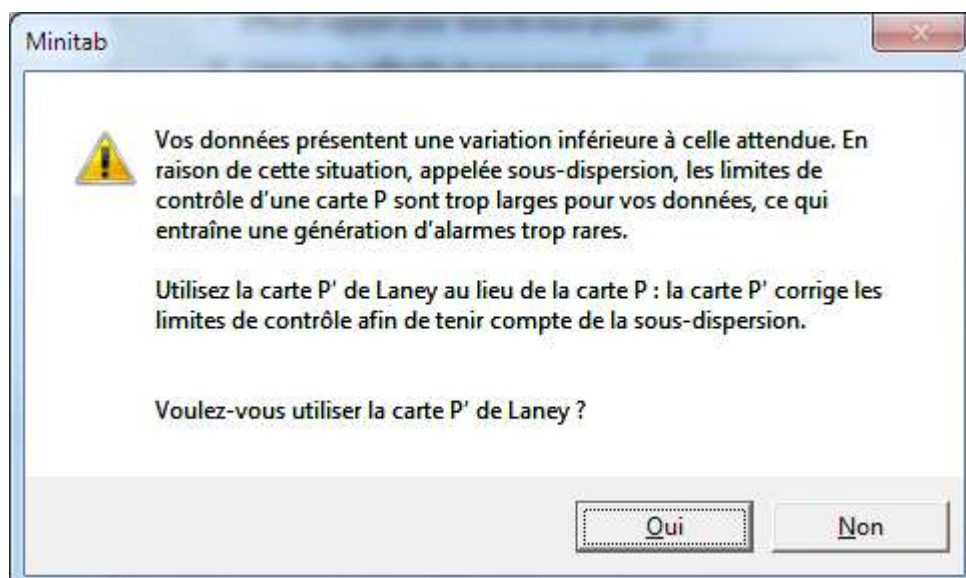 Minitab
Vos données présentent une variation inférieure à celle attendue. En
raison de cette situation, appelée sous-dispersion, les limites de
contrôle d'une carte P sont trop larges pour vos données, ce qui
entraîne une génération d'alarmes trop rares.
Utilisez la carte P' de Laney au lieu de la carte P : la carte P' corrige les
limites de contrôle afin de tenir compte de la sous-dispersion.
Voulez-vous utiliser la carte P' de Laney ?
Oui
Non